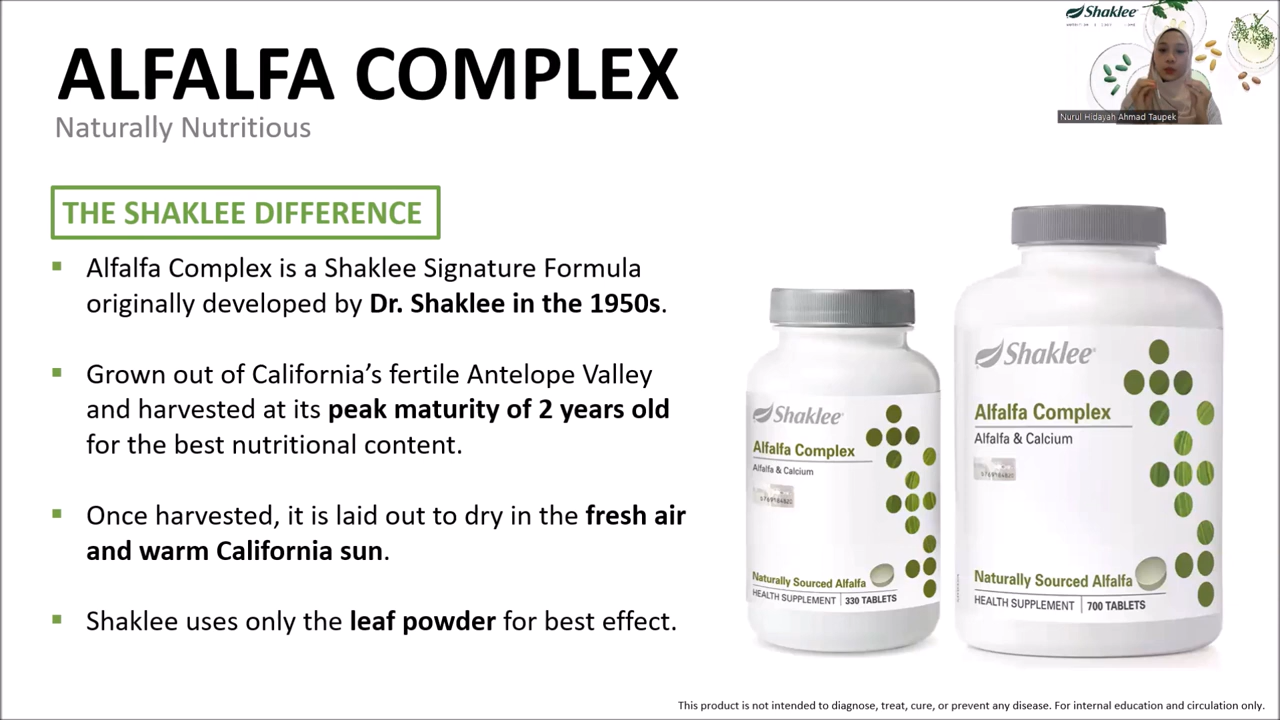 Shaklee
Nurul Hidayah Ahmad Taupek
ALFALFA COMPLEX
Naturally Nutritious
THE SHAKLEE DIFFERENCE
▪ Alfalfa Complex is a Shaklee Signature Formula
originally developed by Dr. Shaklee in the 1950s.
▪ Grown out of California’s fertile Antelope Valley
and harvested at its peak maturity of 2 years old
for the best nutritional content.
▪ Once harvested, it is laid out to dry in the fresh air
and warm California sun.
▪ Shaklee uses only the leaf powder for best effect.
Shaklee
Alfalfa Complex
Alfalfa & Calcium
Naturally Sourced Alfalfa
HEALTH SUPPLEMENT | 330 TABLETS
Shaklee
Alfalfa Complex
Alfalfa & Calcium
Naturally Sourced Alfalfa
HEALTH SUPPLEMENT | 700 TABLETS
This product is not intended to diagnose, treat, cure, or prevent any disease. For internal education and circulation only.